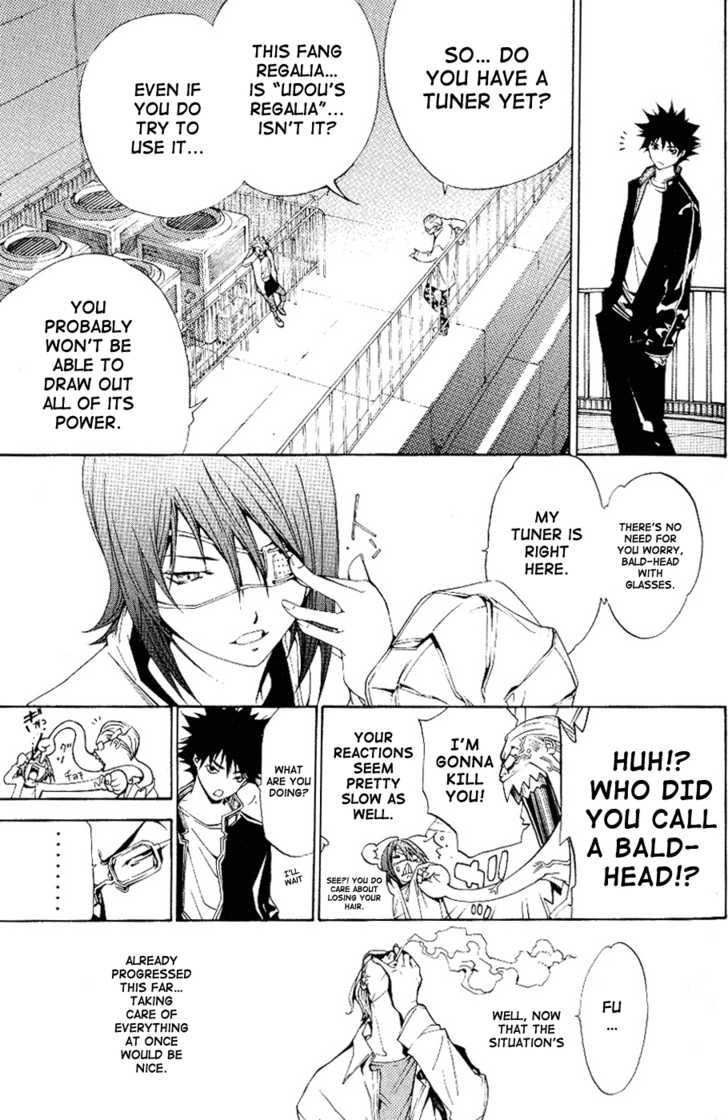 SO... DO
YOU HAVE A
TUNER YET?
THIS FANG
REGALIA...
IS "UDOU'S
REGALIA"...
ISN'T IT?
EVEN IF
YOU DO
TRY TO
USE IT...
YOU
PROBABLY
WON'T BE
ABLE TO
DRAW OUT
ALL OF ITS
POWER.
THERE'S NO
NEED FOR
YOU WORRY,
BALD-HEAD
WITH
GLASSES.
MY
TUNER IS
RIGHT
HERE.
HUH!?
WHO DID
YOU CALL
A BALD-
HEAD!?
I'M
GONNA
KILL
YOU!
YOUR
REACTIONS
SEEM
PRETTY
SLOW AS
WELL.
SEE?! YOU DO
CARE ABOUT
LOSING YOUR
HAIR.
WHAT ARE
YOU
DOING?
I'LL
WAIT
FU
...
WELL, NOW
THAT THE
SITUATION'S
ALREADY
PROGRESSED
THIS FAR...
TAKING
CARE OF
EVERYTHING
AT ONCE
WOULD BE
NICE.